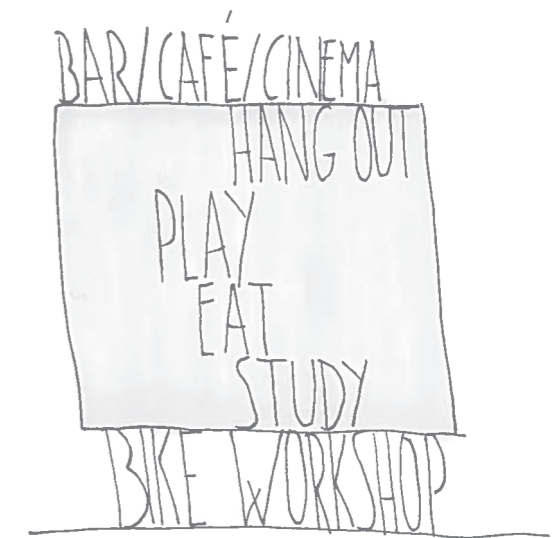 BAR/CAFÉ/CINEMA
HANG OUT
PLAY
EAT
STUDY
BIKE WORKSHOP